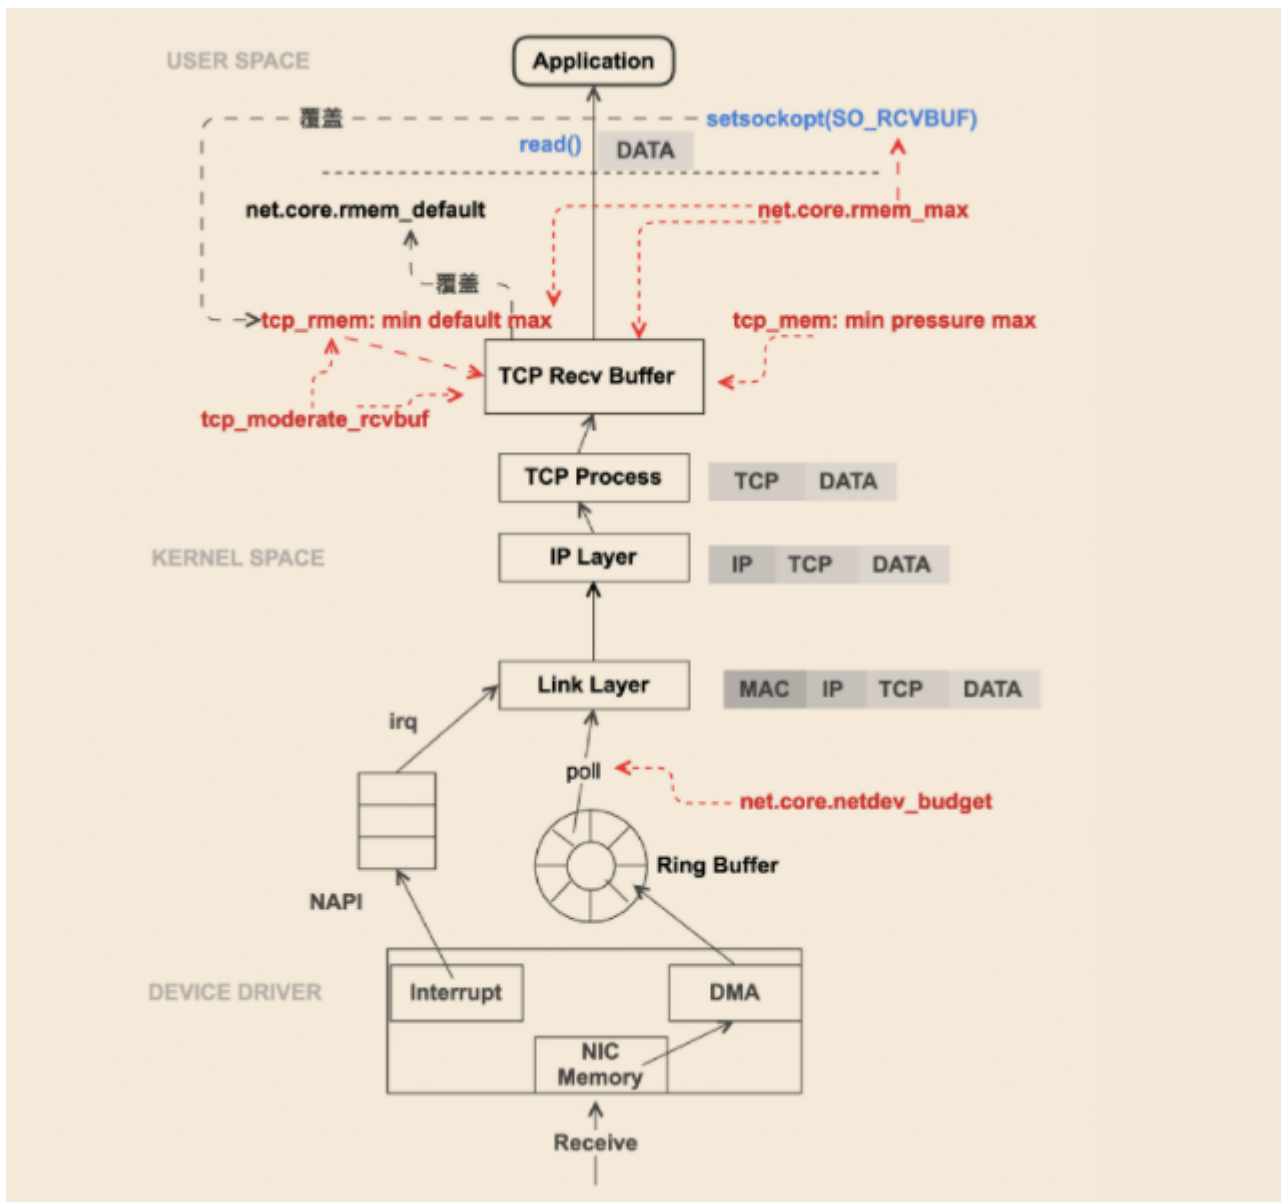 USER SPACE
Application
覆盖
setsockopt(SO_RCVBUF)
read()
DATA
net.core.rmem_default
net.core.rmem_max
覆盖
tcp_rmem: min default max
tcp_mem: min pressure max
TCP Recv Buffer
tcp_moderate_rcvbuf
TCP Process
TCP DATA
KERNEL SPACE
IP Layer
IP TCP DATA
Link Layer
MAC IP TCP DATA
irq
poll
net.core.netdev_budget
Ring Buffer
NAPI
DEVICE DRIVER
Interrupt
DMA
NIC
Memory
Receive